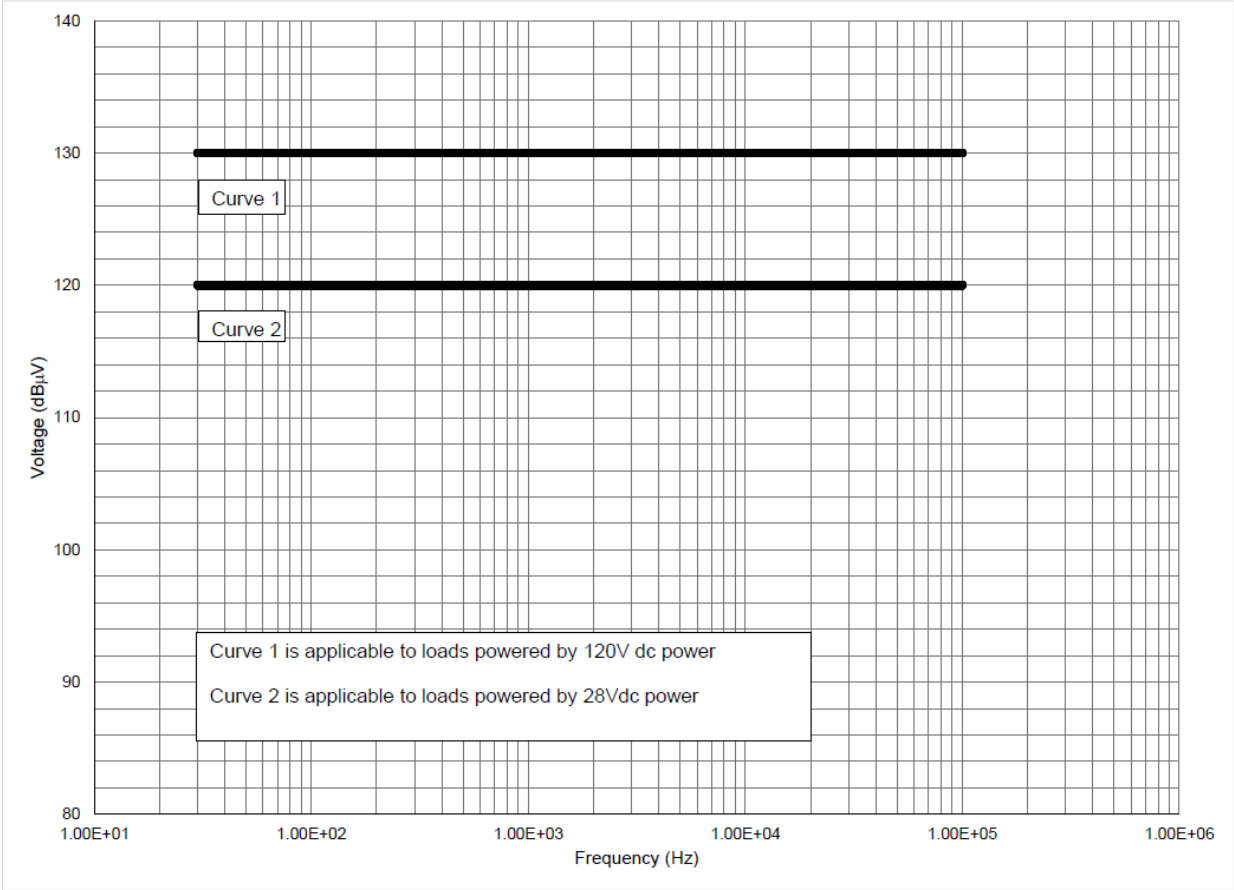 140
130
Curve 1
120
Curve 2
Voltage (dBµV)
110
100
Curve 1 is applicable to loads powered by 120V dc power
90
Curve 2 is applicable to loads powered by 28Vdc power
80
1.00E+01 1.00E+02 1.00E+03 1.00E+04 1.00E+05 1.00E+06
Frequency (Hz)